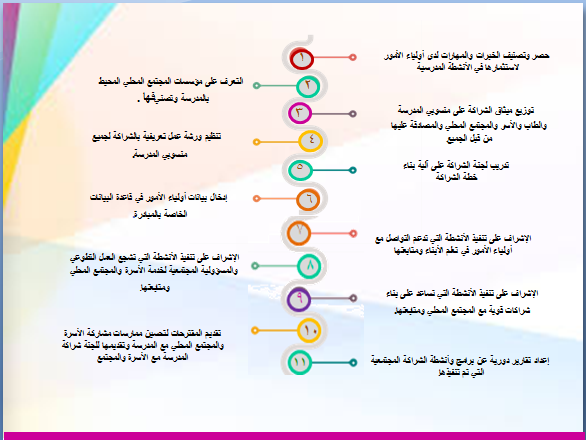 ١
حصر وتصنيف الخبرات والمهارات لدى أولياء الأمور
لاستثمارها في الأنشطة المدرسية
٢
التعرف على مؤسسات المجتمع المحلي المحيط
بالمدرسة وتصنيفها .
٣
توزيع ميثاق الشراكة على منسوبي المدرسة
والطاب والأسر والمجتمع المحلي والمصادقة عليها
من قبل الجميع.
٤
تنظيم ورشة عمل تعريفية بالشراكة لجميع
منسوبي المدرسة.
٥
تدريب لجنة الشراكة على آلية بناء
خطة الشراكة
٦
إدخال بيانات أولياء الأمور في قاعدة البيانات
الخاصة بالمبادرة.
٧
الإشراف على تنفيذ الأنشطة التي تدعم التواصل مع
أولياء الأمور في تعلم الأبناء ومتابعتها
٨
الإشراف على تنفيذ الأنشطة التي تشجع العمل التطوعي
والمسؤولية المجتمعية لخدمة الأسرة والمجتمع المحلي
ومتابعتها.
٩
الإشراف على تنفيذ الأنشطة التي تساعد على بناء
شراكات قوية مع المجتمع المحلي ومتابعتها.
١٠
تقديم المقترحات لتحسين ممارسات مشاركة الأسرة
والمجتمع المحلي مع المدرسة وتقديمها للجنة شراكة
المدرسة مع الأسرة والمجتمع
١١
إعداد تقارير دورية عن برامج وأنشطة الشراكة المجتمعية
التي تم تنفيذها.